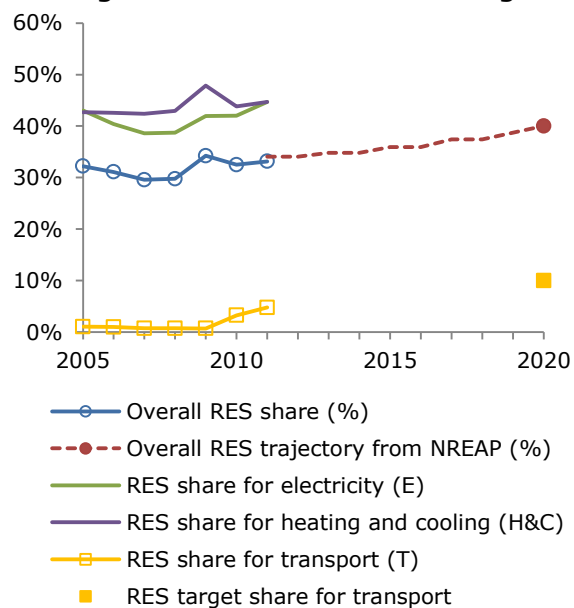 60%
50%
40%
30%
20%
10%
0%
2005 2010 2015 2020
Overall RES share (%)
Overall RES trajectory from NREAP (%)
RES share for electricity (E)
RES share for heating and cooling (H&C)
RES share for transport (T)
RES target share for transport